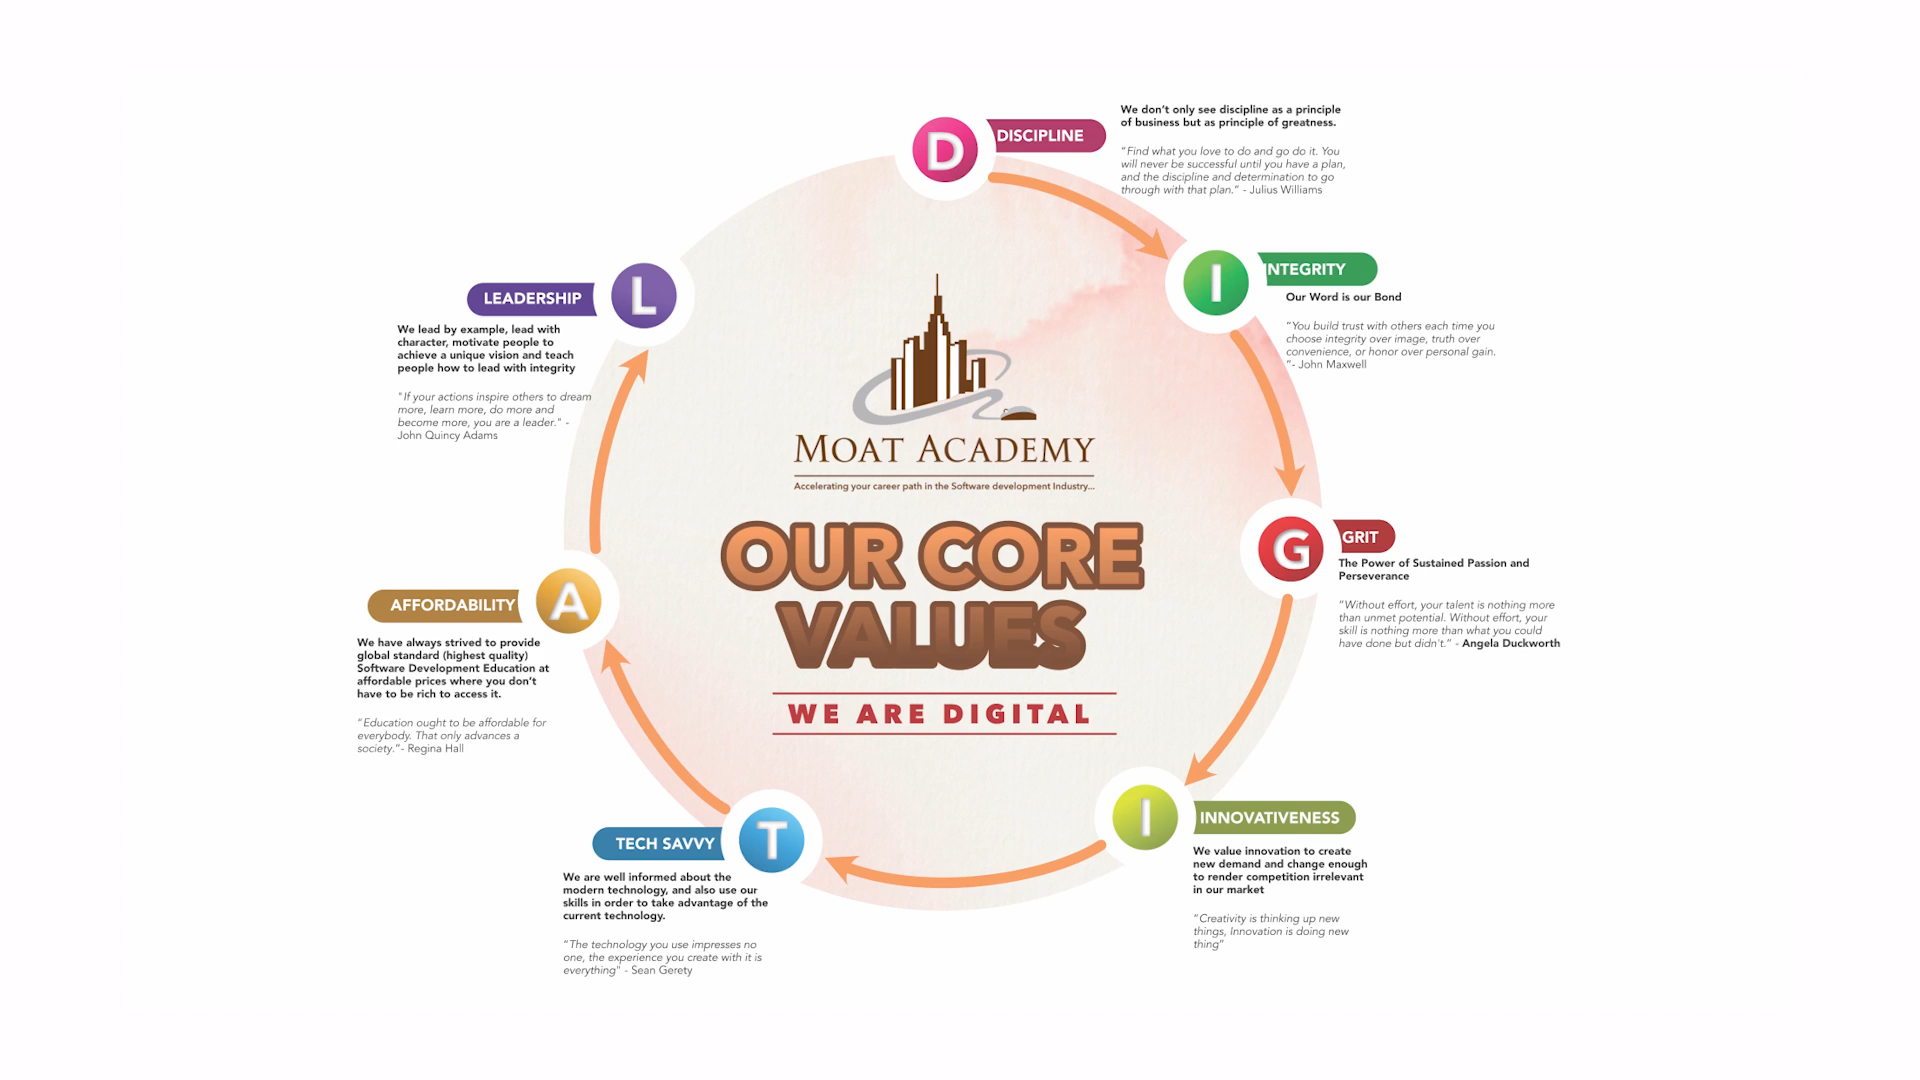 D
DISCIPLINE
We don't only see discipline as a principle
of business but as principle of greatness.
"Find what you love to do and go do it. You
will never be successful until you have a plan,
and the discipline and determination to go
through with that plan." - Julius Williams
I
INTEGRITY
Our Word is our Bond
"You build trust with others each time you
choose integrity over image, truth over
convenience, or honor over personal gain.
"- John Maxwell
G
GRIT
The Power of Sustained Passion and
Perseverance
"Without effort, your talent is nothing more
than unmet potential. Without effort, your
skill is nothing more than what you could
have done but didn't." - Angela Duckworth
I
INNOVATIVENESS
We value innovation to create
new demand and change enough
to render competition irrelevant
in our market
"Creativity is thinking up new
things, Innovation is doing new
thing"
T
TECH SAVVY
We are well informed about the
modern technology, and also use our
skills in order to take advantage of the
current technology.
"The technology you use impresses no
one, the experience you create with it is
everything" - Sean Gerety
A
AFFORDABILITY
We have always strived to provide
global standard (highest quality)
Software Development Education at
affordable prices where you don't
have to be rich to access it.
"Education ought to be affordable for
everybody. That only advances a
society."- Regina Hall
L
LEADERSHIP
We lead by example, lead with
character, motivate people to
achieve a unique vision and teach
people how to lead with integrity
"If your actions inspire others to dream
more, learn more, do more and
become more, you are a leader." -
John Quincy Adams
MOAT ACADEMY
Accelerating your career path in the Software development Industry...
OUR CORE
VALUES
WE ARE DIGITAL